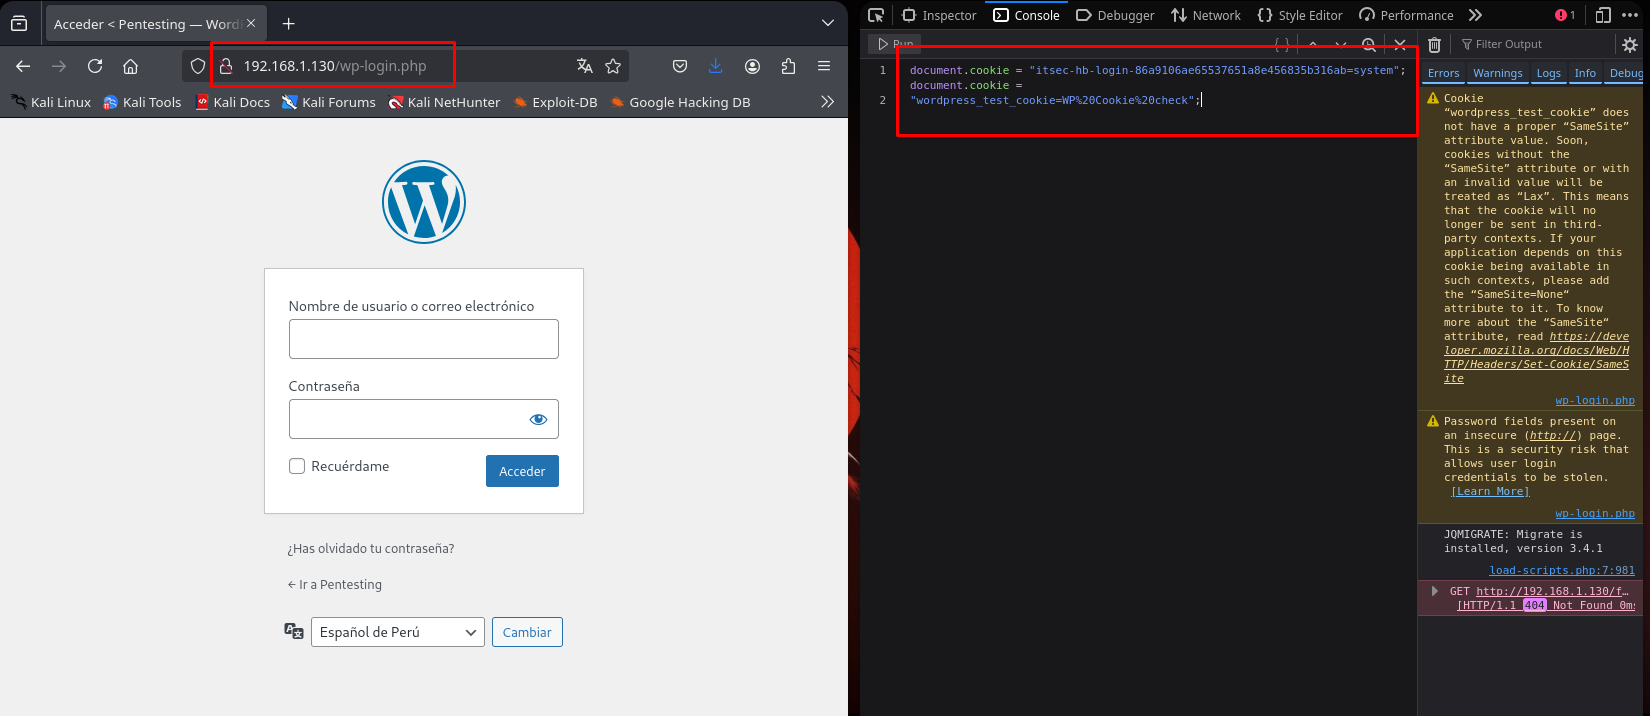 Acceder < Pentesting — Word
192.168.1.130/wp-login.php
Kali Linux
Kali Tools
Kali Docs
Kali Forums
Kali NetHunter
Exploit-DB
Google Hacking DB
W
Nombre de usuario o correo electrónico
Contraseña
Recuérdame
Acceder
¿Has olvidado tu contraseña?
← Ir a Pentesting
Español de Perú
Cambiar
Inspector
Console
Debugger
Network
{} Style Editor
Performance
1
Run
{ }
Filter Output
1 document.cookie = "itsec-hb-login-86a9106ae65537651a8e456835b316ab=system";
document.cookie =
2 "wordpress_test_cookie=WP%20Cookie%20check";
Errors
Warnings
Logs
Info
Debug
Cookie
“wordpress_test_cookie” does
not have a proper “SameSite”
attribute value. Soon,
cookies without the
“SameSite” attribute or with
an invalid value will be
treated as “Lax”. This means
that the cookie will no
longer be sent in third-
party contexts. If your
application depends on this
cookie being available in
such contexts, please add
the “SameSite=None“
attribute to it. To know
more about the “SameSite“
attribute, read https://deve
loper.mozilla.org/docs/Web/H
TTP/Headers/Set-Cookie/SameS
ite
wp-login.php
Password fields present on
an insecure (http://) page.
This is a security risk that
allows user login
credentials to be stolen.
[Learn More]
wp-login.php
JQMIGRATE: Migrate is
installed, version 3.4.1
load-scripts.php:7:981
GET http://192.168.1.130/f…
[HTTP/1.1 404 Not Found 0ms